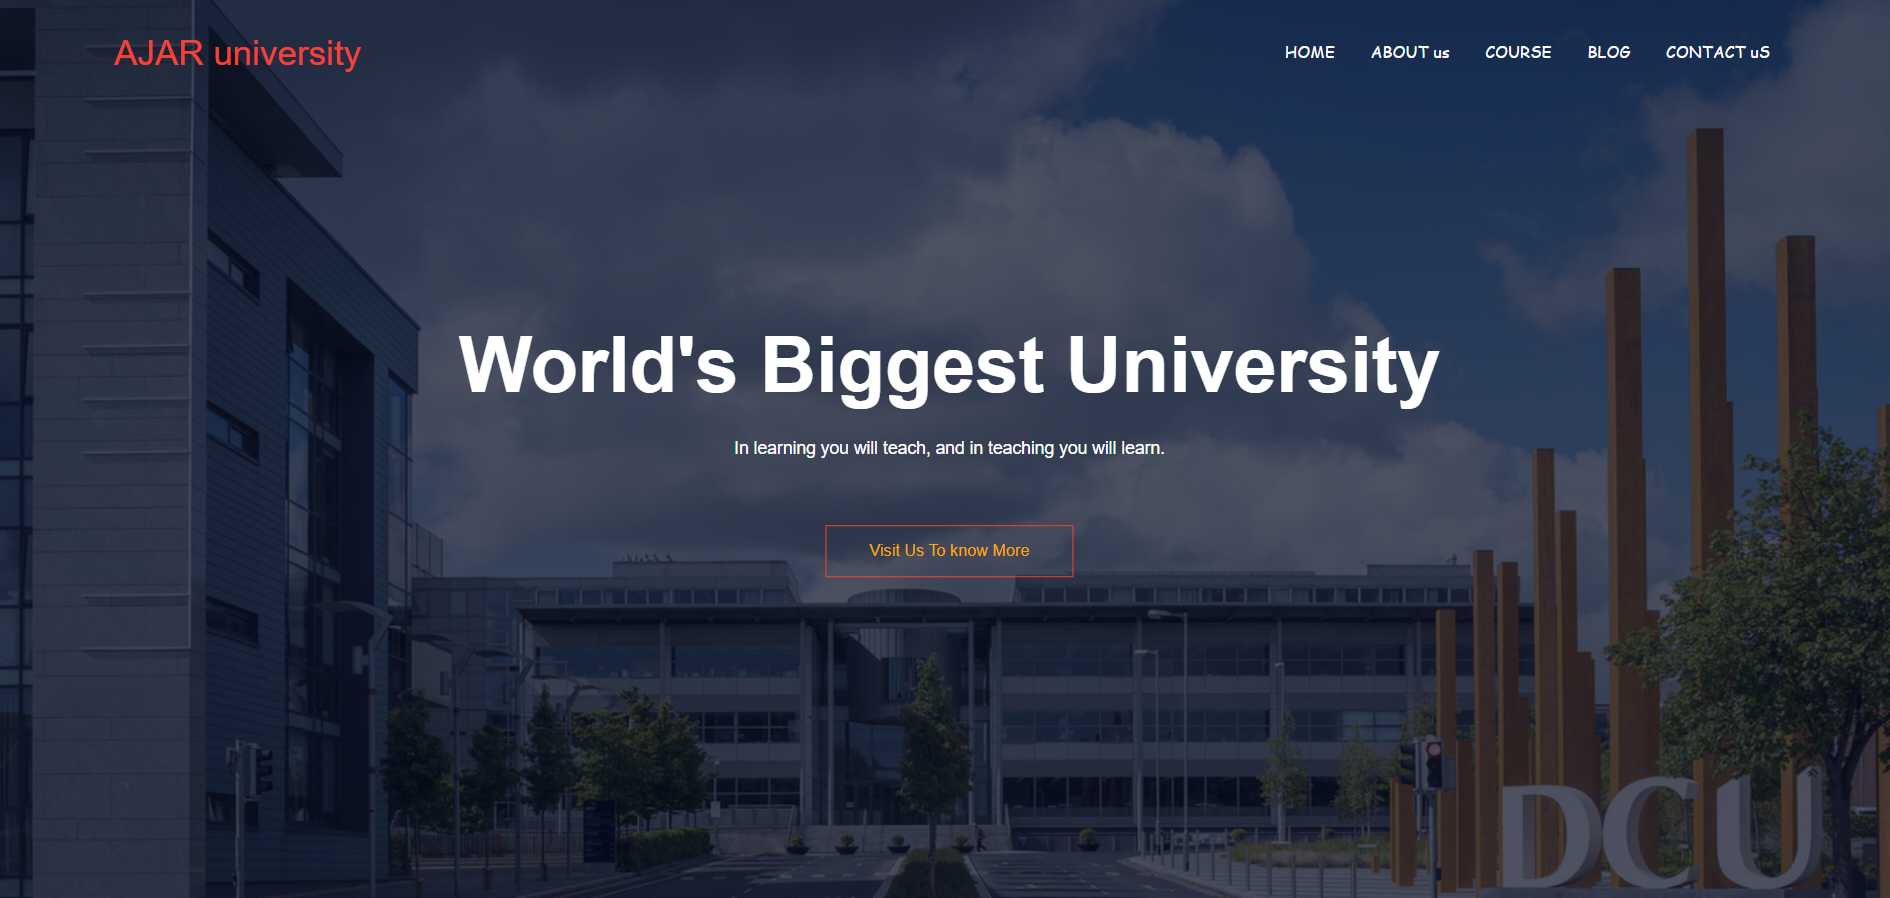 AJAR university
HOME ABOUT us COURSE BLOG CONTACT uS
World's Biggest University
In learning you will teach, and in teaching you will learn.
Visit Us To know More
DCU